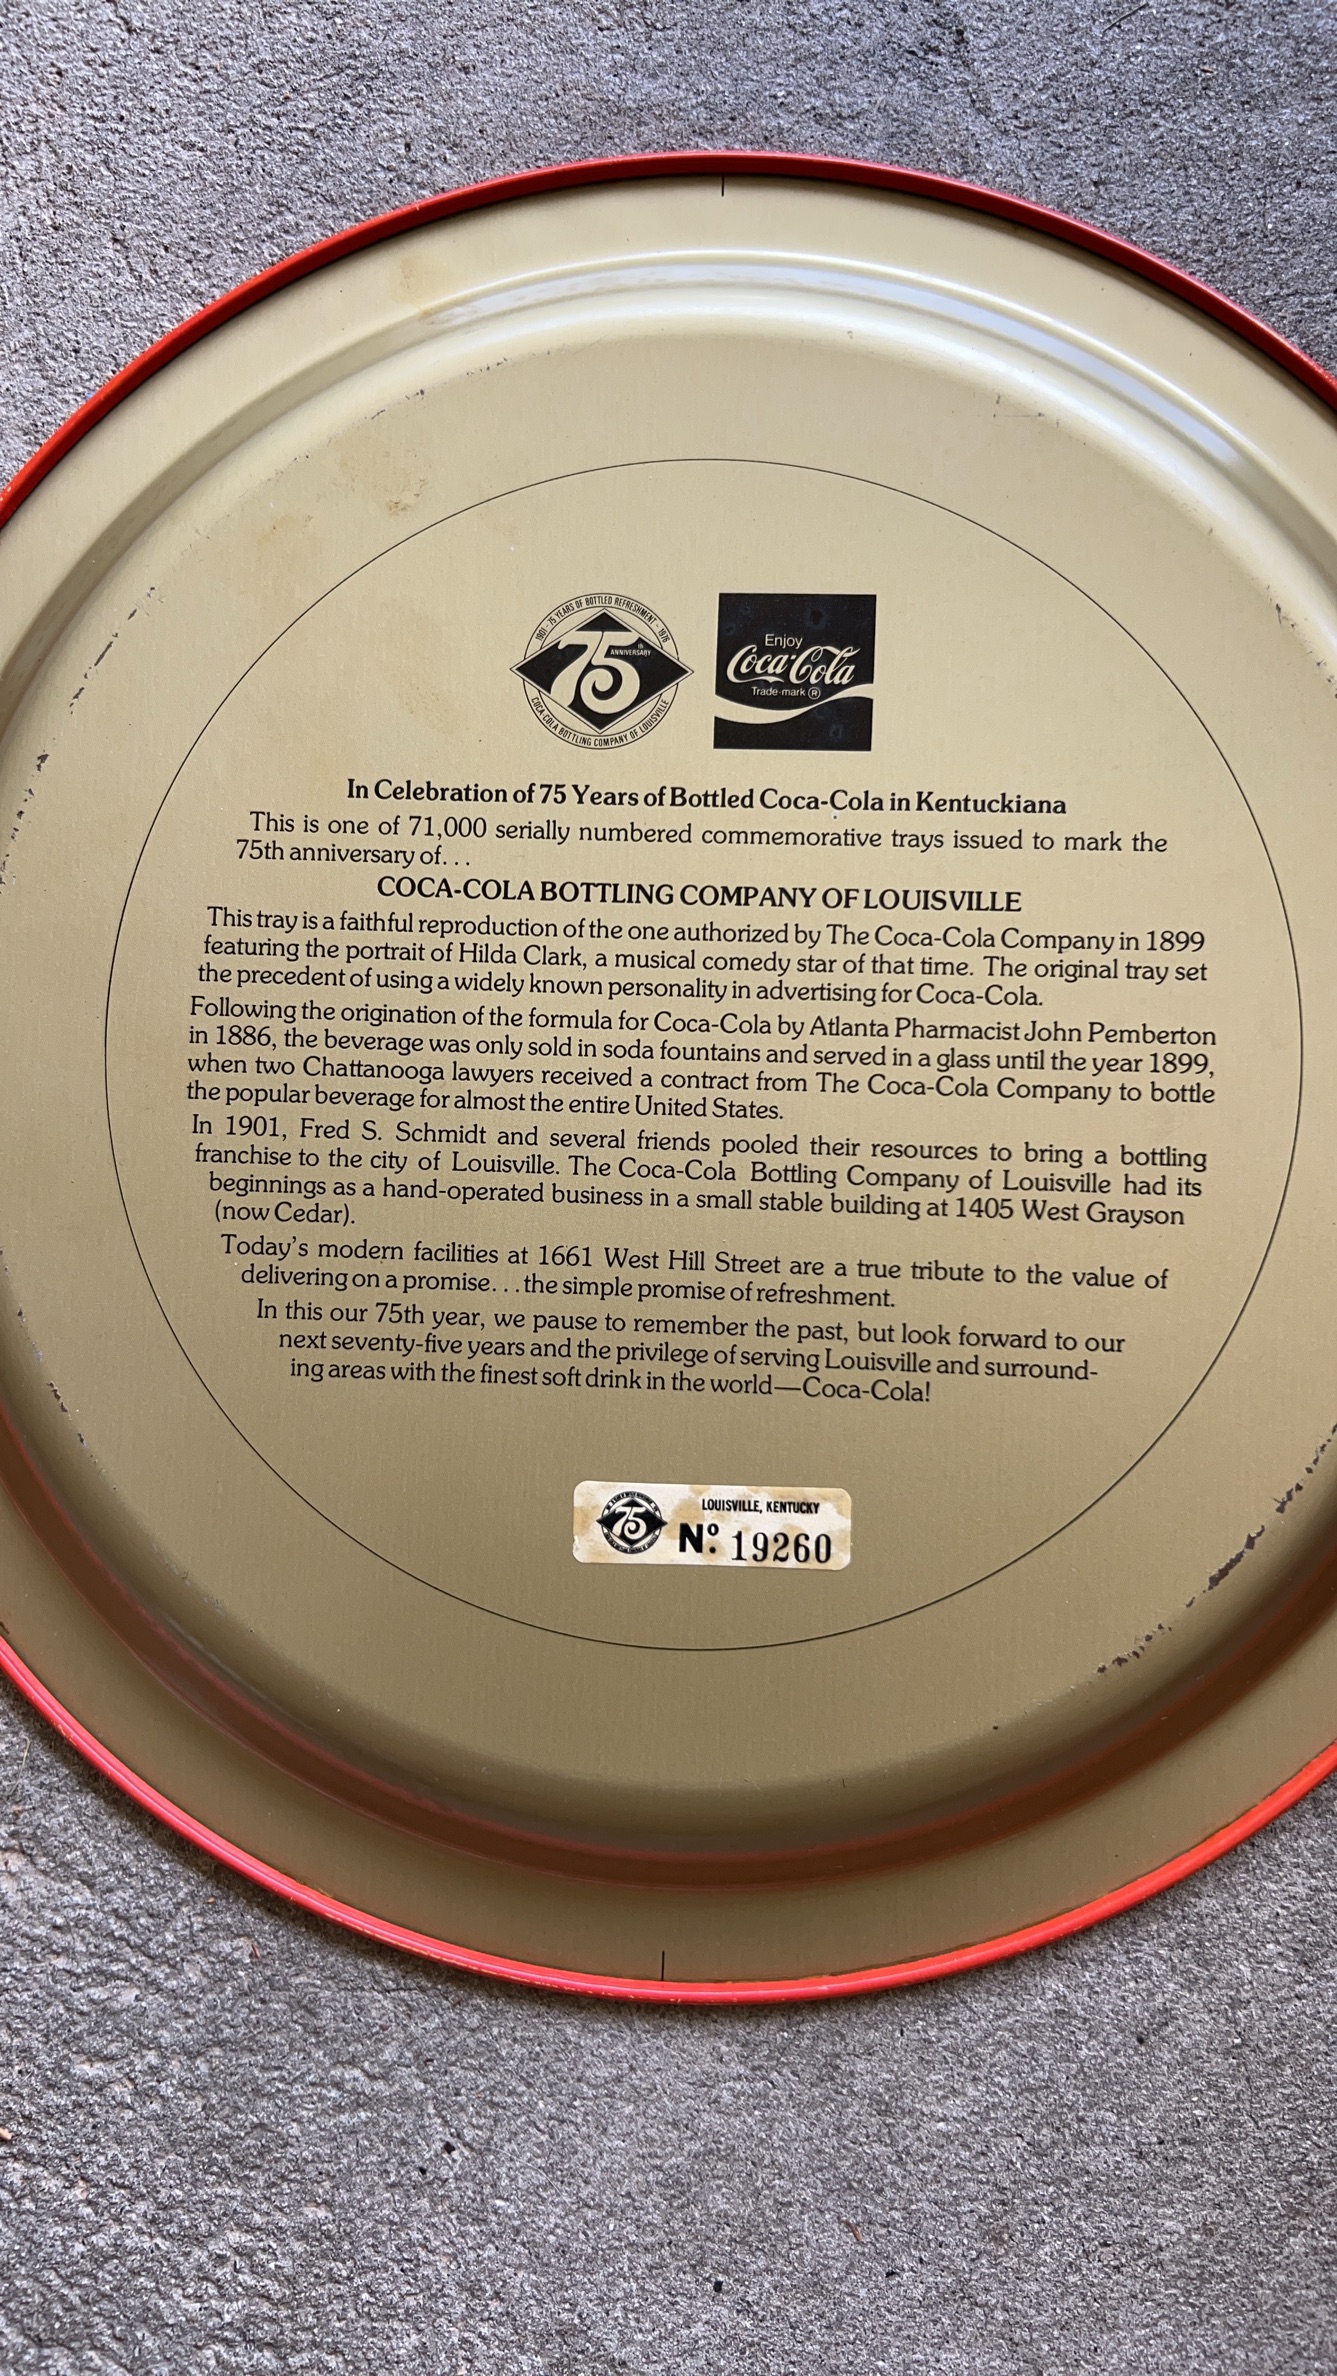 1901 - 75 YEARS OF BOTTLED REFRESHMENT - 1976
75th ANNIVERSARY
COCA-COLA BOTTLING COMPANY OF LOUISVILLE
Enjoy
Coca-Cola
Trade-mark ®
In Celebration of 75 Years of Bottled Coca-Cola in Kentuckiana
This is one of 71,000 serially numbered commemorative trays issued to mark the
75th anniversary of...
COCA-COLA BOTTLING COMPANY OF LOUISVILLE
This tray is a faithful reproduction of the one authorized by The Coca-Cola Company in 1899
featuring the portrait of Hilda Clark, a musical comedy star of that time. The original tray set
the precedent of using a widely known personality in advertising for Coca-Cola.
Following the origination of the formula for Coca-Cola by Atlanta Pharmacist John Pemberton
in 1886, the beverage was only sold in soda fountains and served in a glass until the year 1899,
when two Chattanooga lawyers received a contract from The Coca-Cola Company to bottle
the popular beverage for almost the entire United States.
In 1901, Fred S. Schmidt and several friends pooled their resources to bring a bottling
franchise to the city of Louisville. The Coca-Cola Bottling Company of Louisville had its
beginnings as a hand-operated business in a small stable building at 1405 West Grayson
(now Cedar).
Today's modern facilities at 1661 West Hill Street are a true tribute to the value of
delivering on a promise...the simple promise of refreshment.
In this our 75th year, we pause to remember the past, but look forward to our
next seventy-five years and the privilege of serving Louisville and surround-
ing areas with the finest soft drink in the world—Coca-Cola!
75
LOUISVILLE, KENTUCKY
Nº 19260